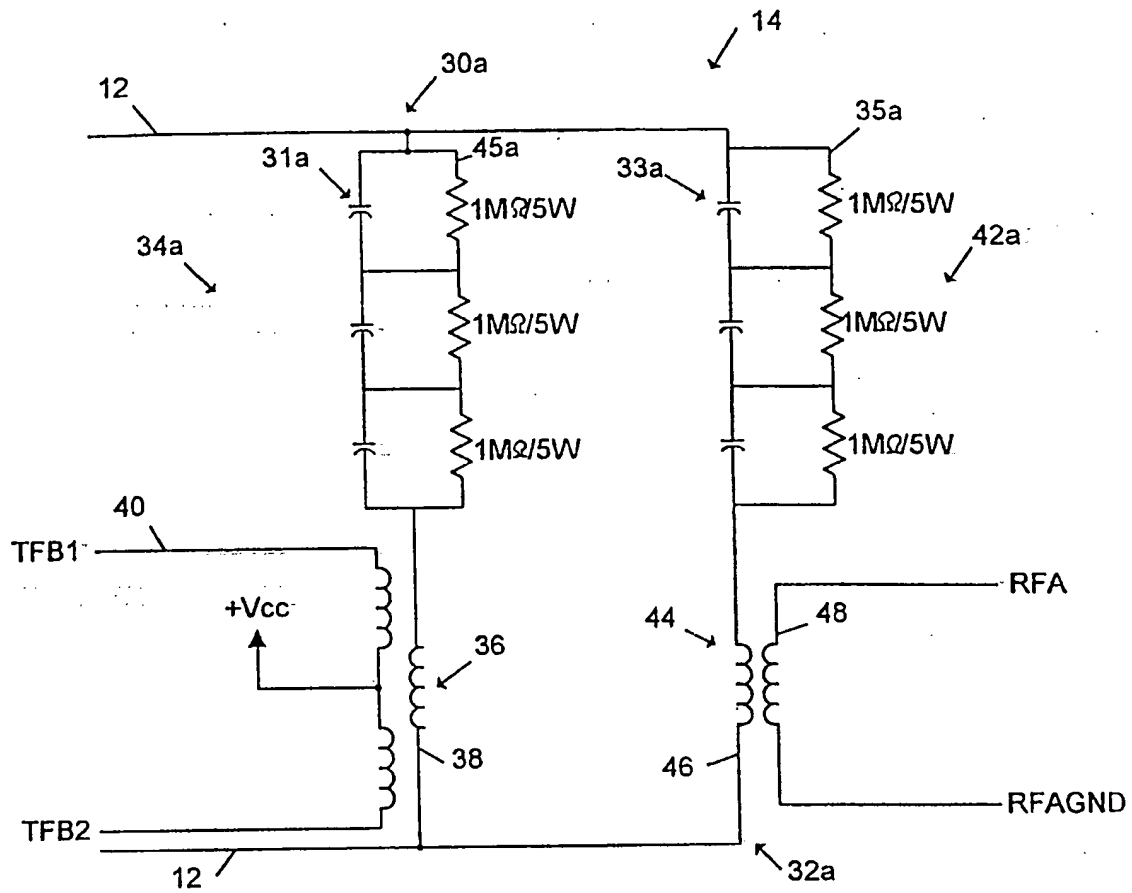 14
30a
12
35a
45a
31a
33a
1MΩ/5W
1MΩ/5W
34a
42a
1MΩ/5W
1MΩ/5W
1MΩ/5W
1MΩ/5W
40
TFB1
RFA
+Vcc
44
48
36
38
46
TFB2
RFAGND
12
32a